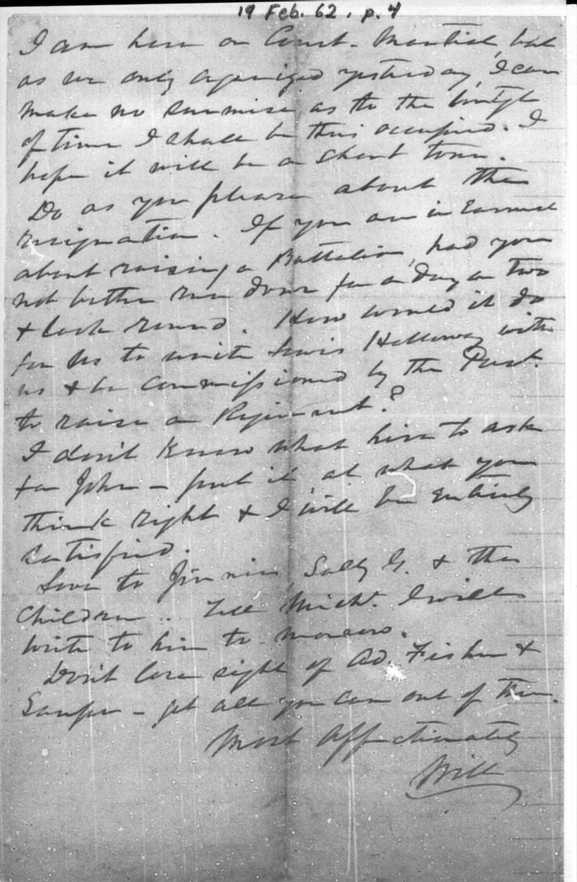 19 Feb. 62, p. 4
I am here on Court-Martial, but
as we only organized yesterday, I can
make no surmise, as to the length
of time I shall be thus occupied. I
hope it will be a short tour.
Do as you please about the
resignation. If you are in Earnest
about raising a Battalion, had you
not better run down for a day or two
& look round. How would it do
for us to unite Lewis Holloway with
us & be commissioned by the Prest.
to raise a Regiment?
I don't know what hire to ask
for John - put it at what you
think right & I will be Entirely
Satisfied.
Love to Jinnie, Sally G. & the
Children. Tell Micht. I will
write to him to morrow.
Don't lose sight of Ad. Fisher &
- get all you can out of them.
Most Affectionately
Will